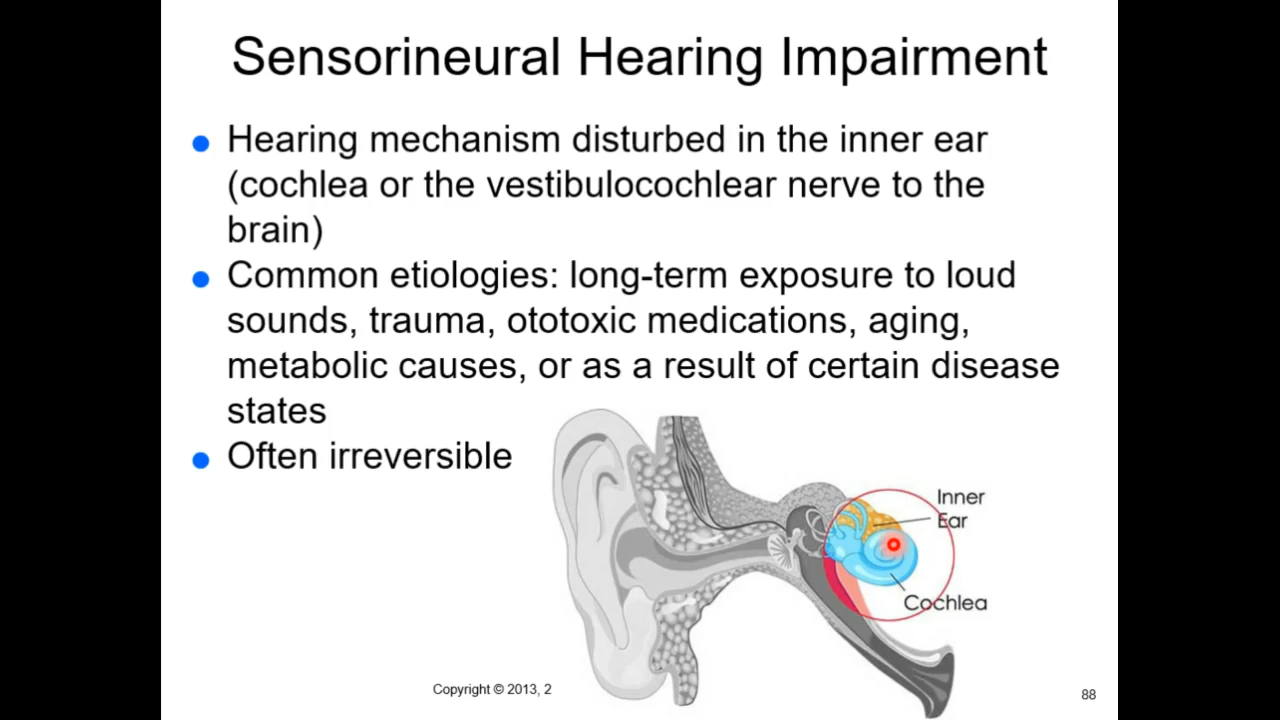 Sensorineural Hearing Impairment
Hearing mechanism disturbed in the inner ear
(cochlea or the vestibulocochlear nerve to the
brain)
Common etiologies: long-term exposure to loud
sounds, trauma, ototoxic medications, aging,
metabolic causes, or as a result of certain disease
states
Often irreversible
Inner
Ear
Cochlea
Copyright © 2013, 2
88